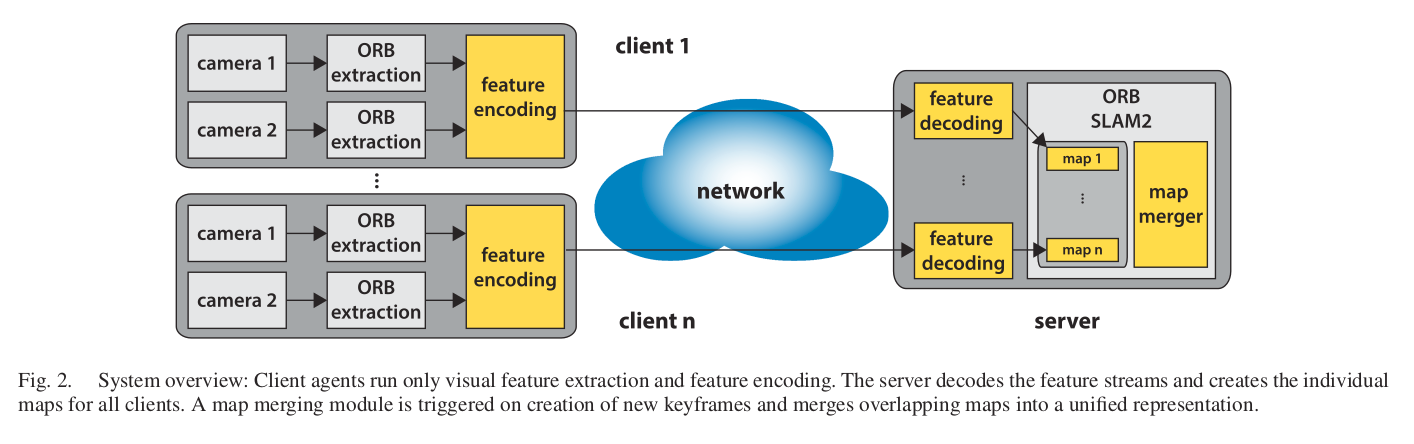 client 1
camera 1
ORB
extraction
camera 2
ORB
extraction
feature
encoding
⋮
camera 1
ORB
extraction
camera 2
ORB
extraction
feature
encoding
client n
network
feature
decoding
⋮
feature
decoding
ORB
SLAM2
map 1
⋮
map n
map
merger
server
Fig. 2. System overview: Client agents run only visual feature extraction and feature encoding. The server decodes the feature streams and creates the individual
maps for all clients. A map merging module is triggered on creation of new keyframes and merges overlapping maps into a unified representation.